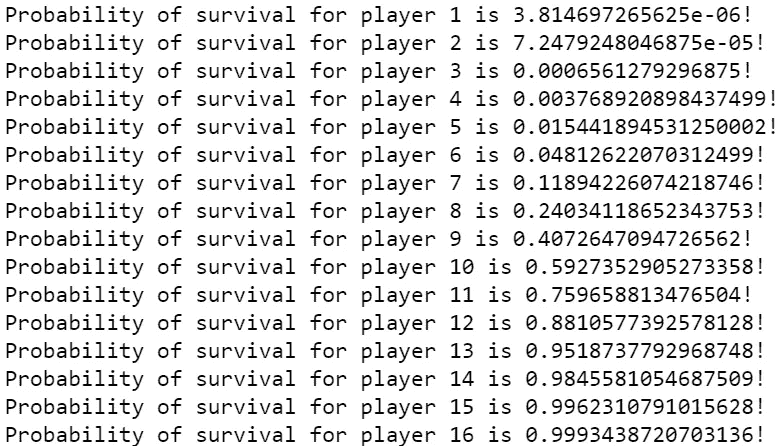 Probability of survival for player 1 is 3.814697265625e-06!
Probability of survival for player 2 is 7.2479248046875e-05!
Probability of survival for player 3 is 0.0006561279296875!
Probability of survival for player 4 is 0.003768920898437499!
Probability of survival for player 5 is 0.015441894531250002!
Probability of survival for player 6 is 0.04812622070312499!
Probability of survival for player 7 is 0.11894226074218746!
Probability of survival for player 8 is 0.24034118652343753!
Probability of survival for player 9 is 0.4072647094726562!
Probability of survival for player 10 is 0.5927352905273358!
Probability of survival for player 11 is 0.759658813476504!
Probability of survival for player 12 is 0.8810577392578128!
Probability of survival for player 13 is 0.9518737792968748!
Probability of survival for player 14 is 0.9845581054687509!
Probability of survival for player 15 is 0.9962310791015628!
Probability of survival for player 16 is 0.9993438720703136!